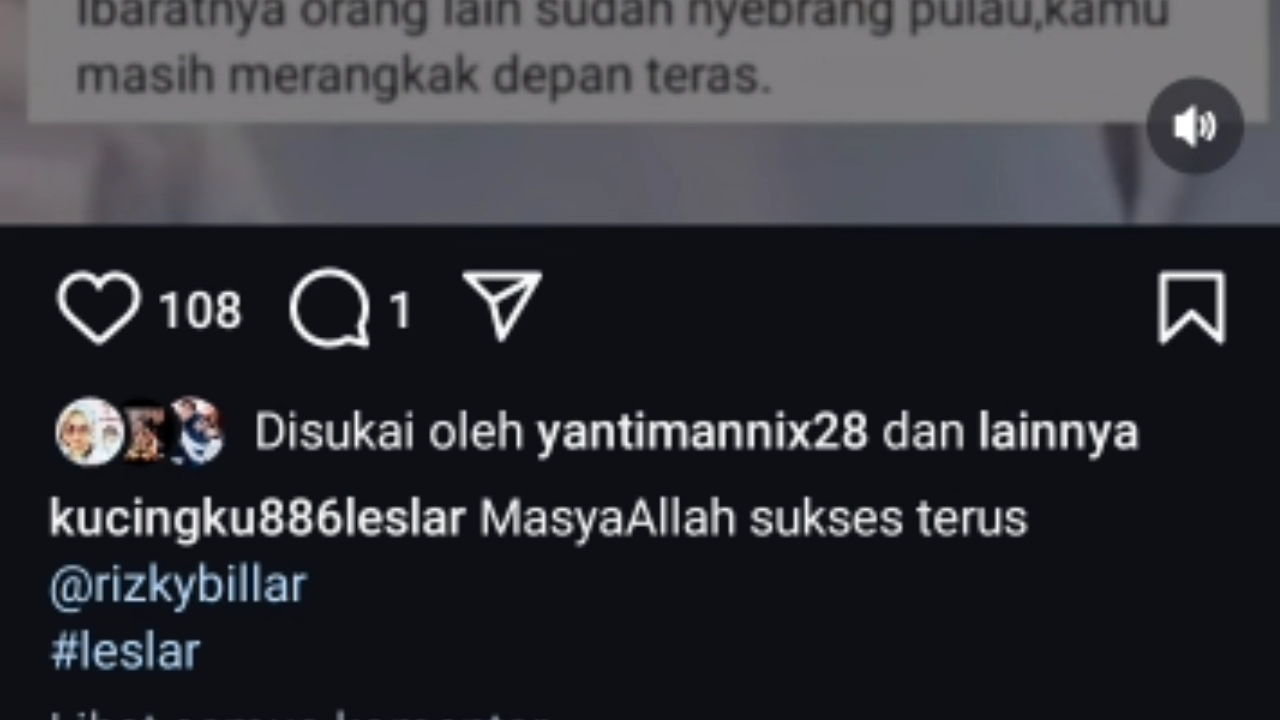 Ibaratnya orang lain sudah nyebrang pulau,kamu
masih merangkak depan teras.
108 1
Disukai oleh yantimannix28 dan lainnya
kucingku886leslar MasyaAllah sukses terus
@rizkybillar
#leslar